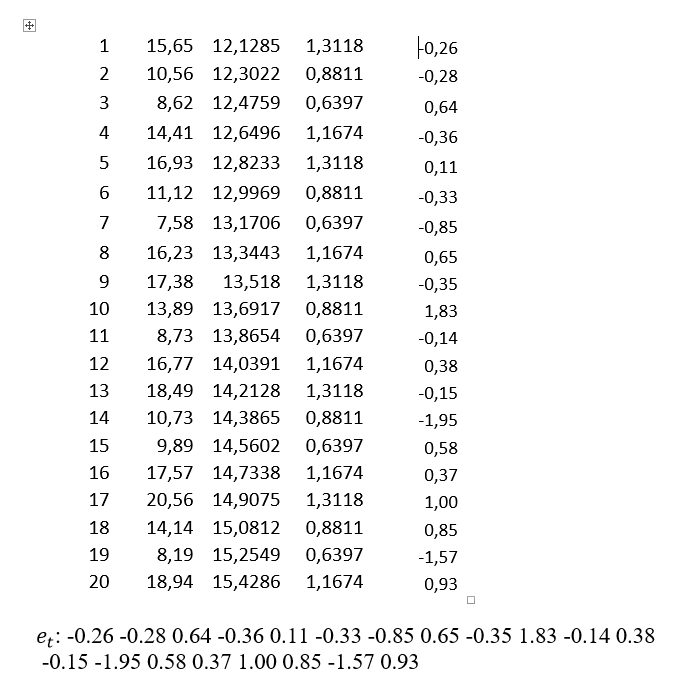 1 15,65 12,1285 1,3118 -0,26
2 10,56 12,3022 0,8811 -0,28
3 8,62 12,4759 0,6397 0,64
4 14,41 12,6496 1,1674 -0,36
5 16,93 12,8233 1,3118 0,11
6 11,12 12,9969 0,8811 -0,33
7 7,58 13,1706 0,6397 -0,85
8 16,23 13,3443 1,1674 0,65
9 17,38 13,518 1,3118 -0,35
10 13,89 13,6917 0,8811 1,83
11 8,73 13,8654 0,6397 -0,14
12 16,77 14,0391 1,1674 0,38
13 18,49 14,2128 1,3118 -0,15
14 10,73 14,3865 0,8811 -1,95
15 9,89 14,5602 0,6397 0,58
16 17,57 14,7338 1,1674 0,37
17 20,56 14,9075 1,3118 1,00
18 14,14 15,0812 0,8811 0,85
19 8,19 15,2549 0,6397 -1,57
20 18,94 15,4286 1,1674 0,93
e_t: -0.26 -0.28 0.64 -0.36 0.11 -0.33 -0.85 0.65 -0.35 1.83 -0.14 0.38
-0.15 -1.95 0.58 0.37 1.00 0.85 -1.57 0.93